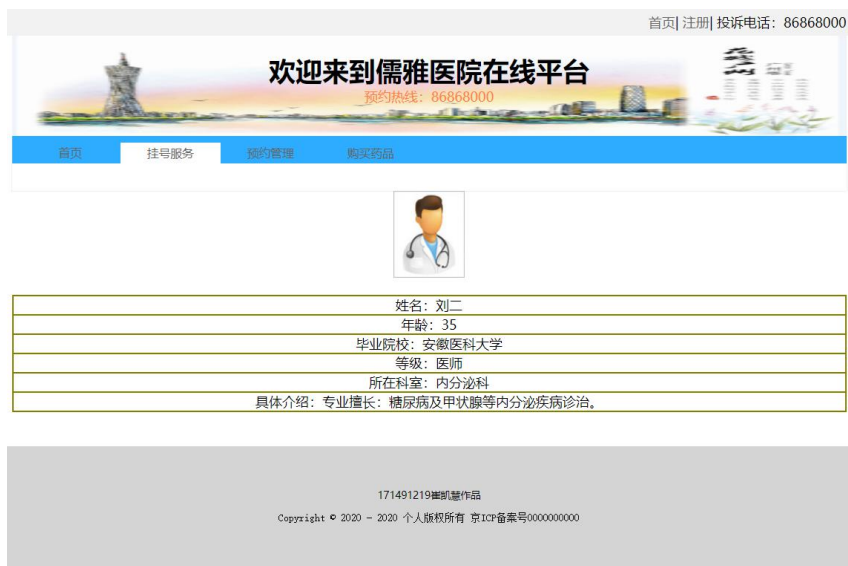 首页| 注册| 投诉电话：86868000
欢迎来到儒雅医院在线平台
预约热线：86868000
首页 挂号服务 预约管理 购买药品
姓名：刘二
年龄：35
毕业院校：安徽医科大学
等级：医师
所在科室：内分泌科
具体介绍：专业擅长：糖尿病及甲状腺等内分泌疾病诊治。
171491219崔凯慧作品
Copyright © 2020 - 2020 个人版权所有 京ICP备案号0000000000